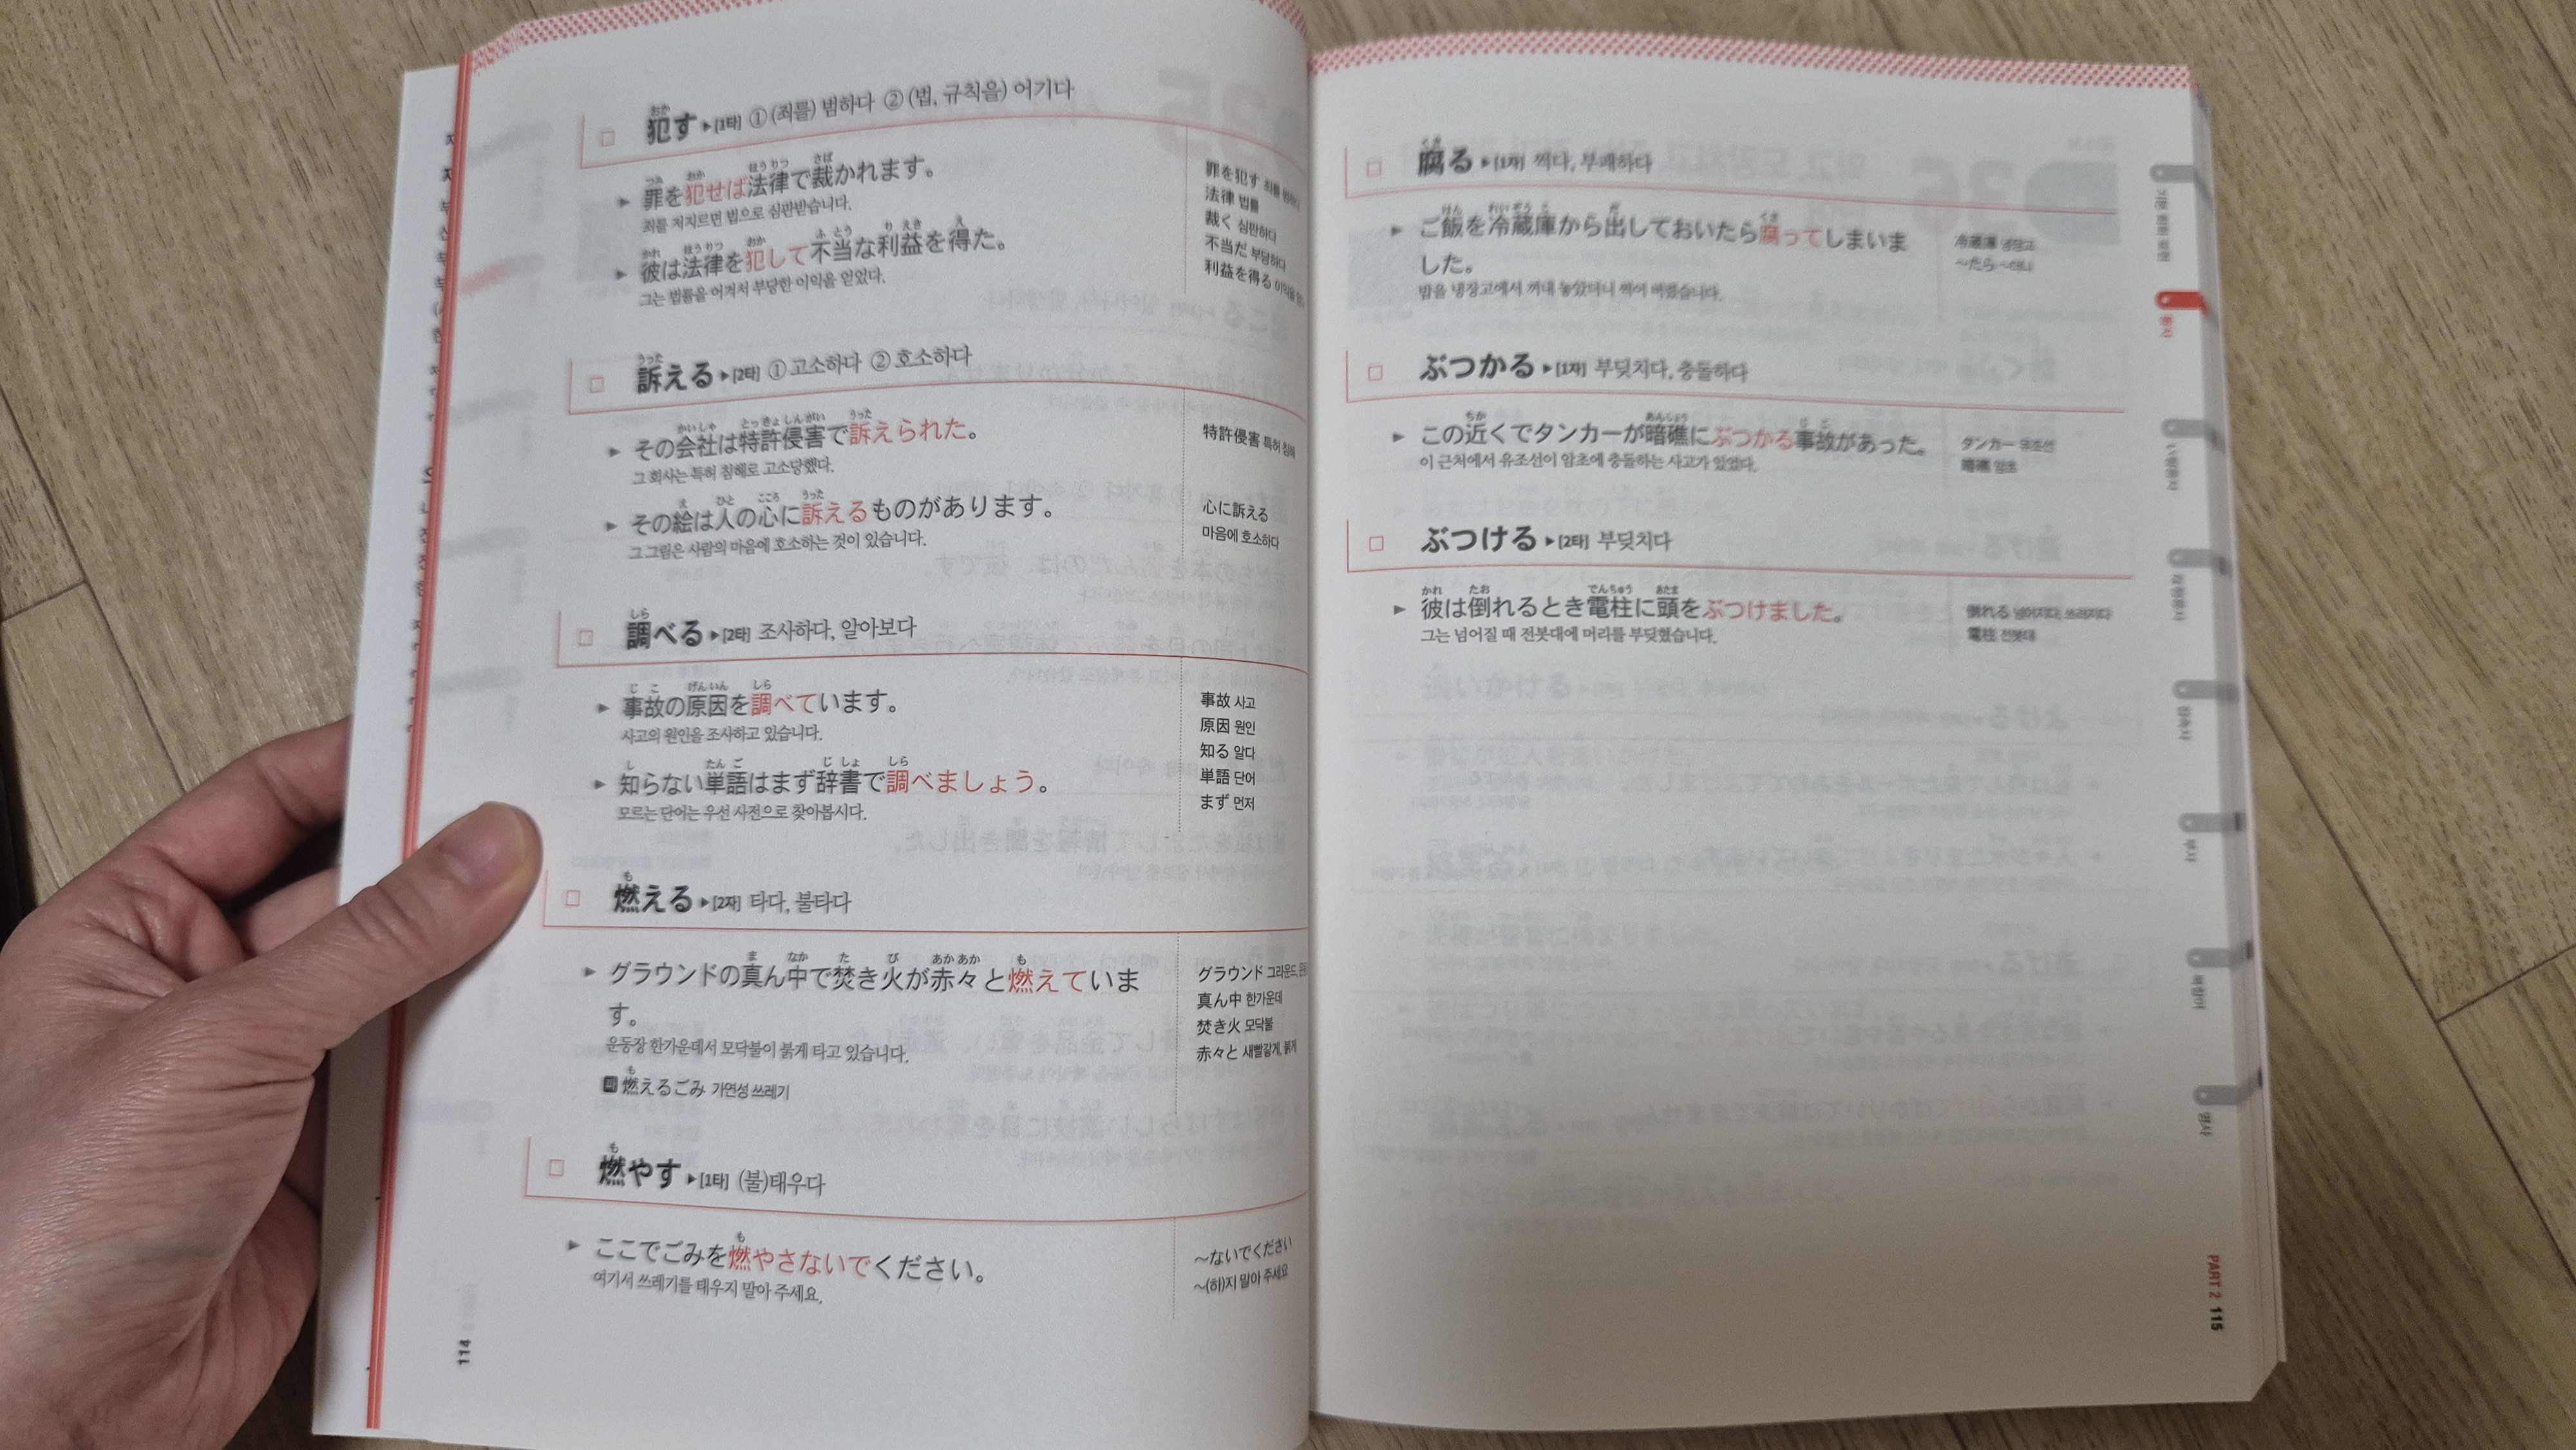 犯す ▸[1타] ① (죄를) 범하다 ② (법, 규칙을) 어기다
▸ 罪を犯せば法律で裁かれます。
죄를 저지르면 법으로 심판받습니다.
▸ 彼は法律を犯して不当な利益を得た。
그는 법률을 어겨서 부당한 이익을 얻었다.
罪を犯す 죄를
法律 법률
裁く 심판하다
不当だ 부당하다
利益を得る 이익을
訴える ▸[2타] ① 고소하다 ② 호소하다
▸ その会社は特許侵害で訴えられた。
그 회사는 특허 침해로 고소당했다.
▸ その絵は人の心に訴えるものがあります。
그 그림은 사람의 마음에 호소하는 것이 있습니다.
特許侵害 특허 침해
心に訴える
마음에 호소하다
調べる ▸[2타] 조사하다, 알아보다
▸ 事故の原因を調べています。
사고의 원인을 조사하고 있습니다.
▸ 知らない単語はまず辞書で調べましょう。
모르는 단어는 우선 사전으로 찾아봅시다.
事故 사고
原因 원인
知る 알다
単語 단어
まず 먼저
燃える ▸[2자] 타다, 불타다
▸ グラウンドの真ん中で焚き火が赤々と燃えていま
す。
운동장 한가운데서 모닥불이 붉게 타고 있습니다.
燃えるごみ 가연성 쓰레기
グラウンド 그라운드,
真ん中 한가운데
焚き火 모닥불
赤々と 새빨갛게, 붉게
燃やす ▸[1타] (불)태우다
▸ ここでごみを燃やさないでください。
여기서 쓰레기를 태우지 말아 주세요.
～ないでください
～(하)지 말아 주세요
114
腐る ▸[1자] 썩다, 부패하다
▸ ご飯を冷蔵庫から出しておいたら腐ってしまいま
した。
밥을 냉장고에서 꺼내 놓았더니 썩어 버렸습니다.
冷蔵庫 냉장고
～たら ～더니
ぶつかる ▸[1자] 부딪치다, 충돌하다
▸ この近くでタンカーが暗礁にぶつかる事故があった。
이 근처에서 유조선이 암초에 충돌하는 사고가 있었다.
タンカー 유조선
暗礁 암초
ぶつける ▸[2타] 부딪치다
▸ 彼は倒れるとき電柱に頭をぶつけました。
그는 넘어질 때 전봇대에 머리를 부딪혔습니다.
倒れる 넘어지다, 쓰러지다
電柱 전봇대
동사
い형용사
な형용사
부사
명사
PART 2 115